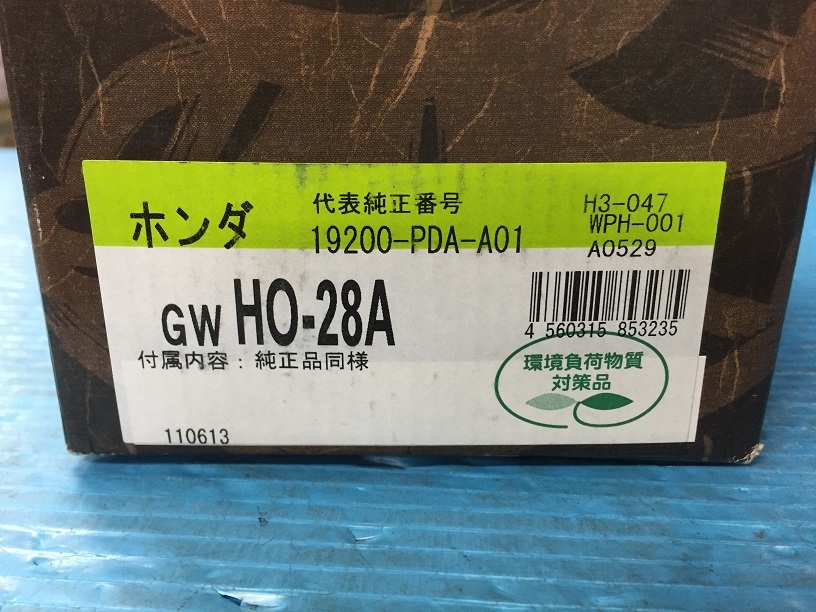 ホンダ
代表純正番号
19200-PDA-A01
H3-047
WPH-001
A0529
GW HO-28A
4 560315 853235
付属内容：純正品同様
環境負荷物質
対策品
110613